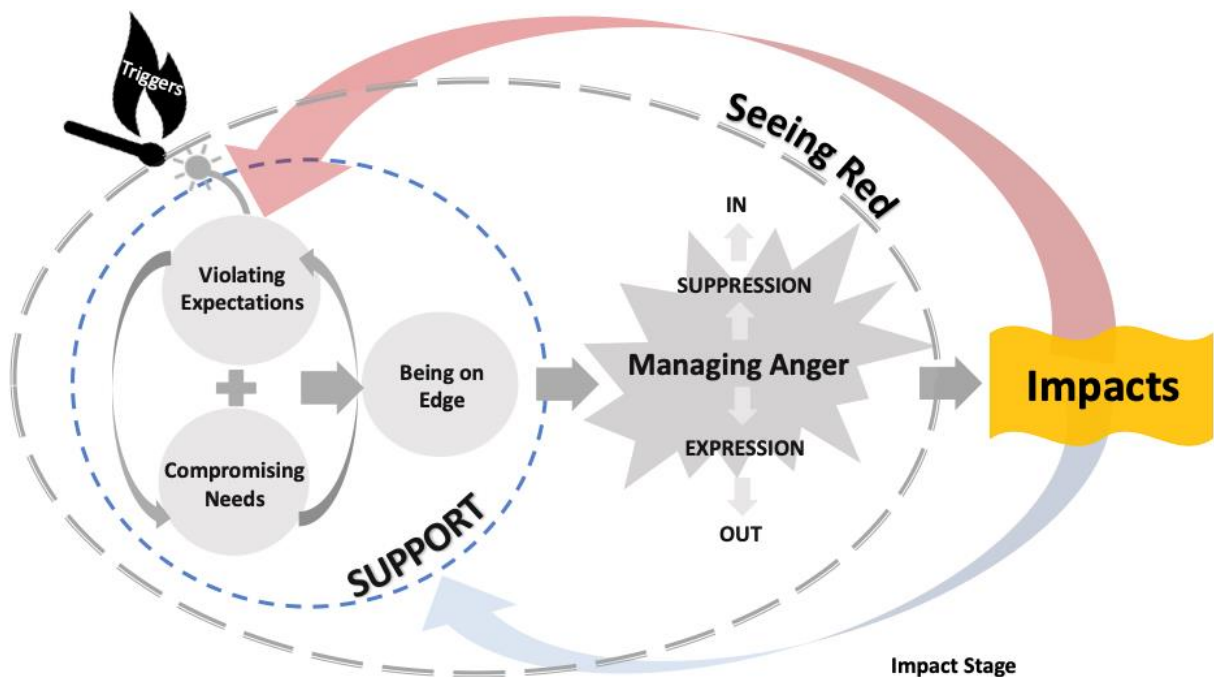 Triggers
Seeing Red
IN
SUPPRESSION
Violating
Expectations
Managing Anger
Being on
Edge
Impacts
EXPRESSION
Compromising
Needs
SUPPORT
OUT
Impact Stage